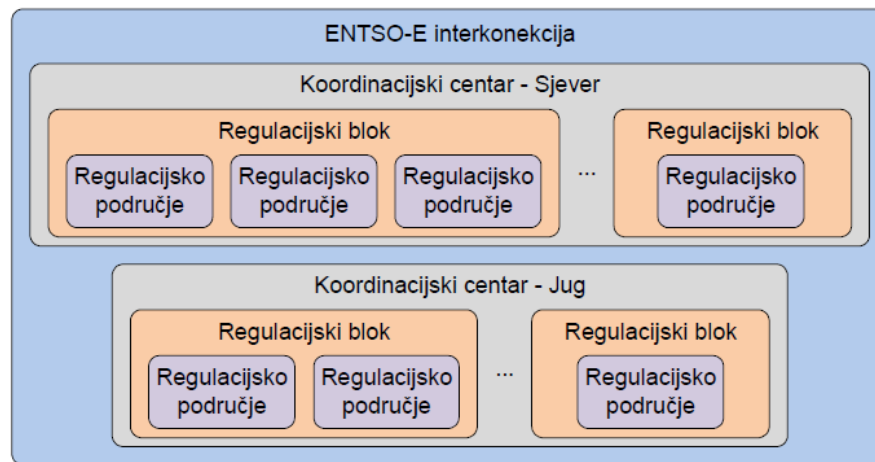 ENTSO-E interkonekcija
Koordinacijski centar - Sjever
Regulacijski blok
Regulacijsko
područje
Regulacijsko
područje
Regulacijsko
područje
...
Regulacijski blok
Regulacijsko
područje
Koordinacijski centar - Jug
Regulacijski blok
Regulacijsko
područje
Regulacijsko
područje
...
Regulacijski blok
Regulacijsko
područje